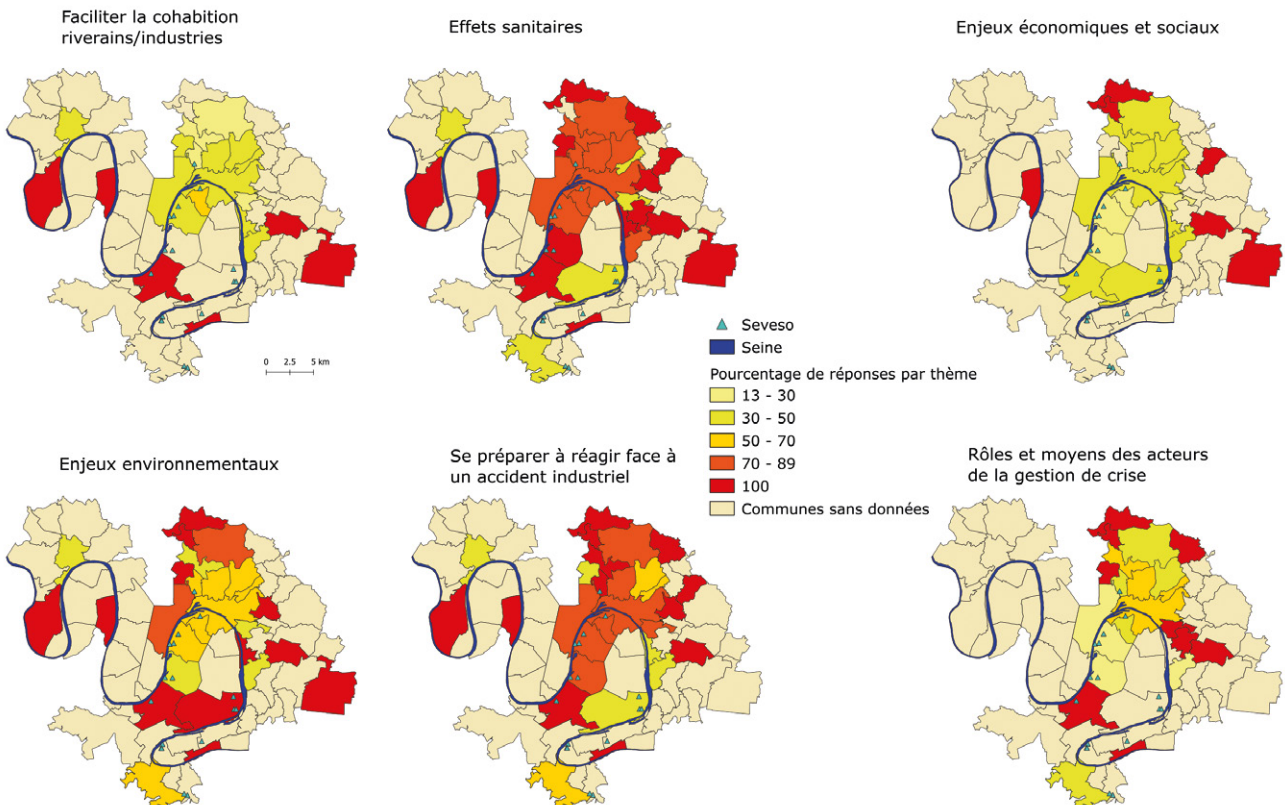 Faciliter la cohabition
riverains/industries
Effets sanitaires
Enjeux économiques et sociaux
0 2.5 5 km
Seveso
Seine
Pourcentage de réponses par thème
13 - 30
30 - 50
50 - 70
70 - 89
100
Communes sans données
Enjeux environnementaux
Se préparer à réagir face à
un accident industriel
Rôles et moyens des acteurs
de la gestion de crise